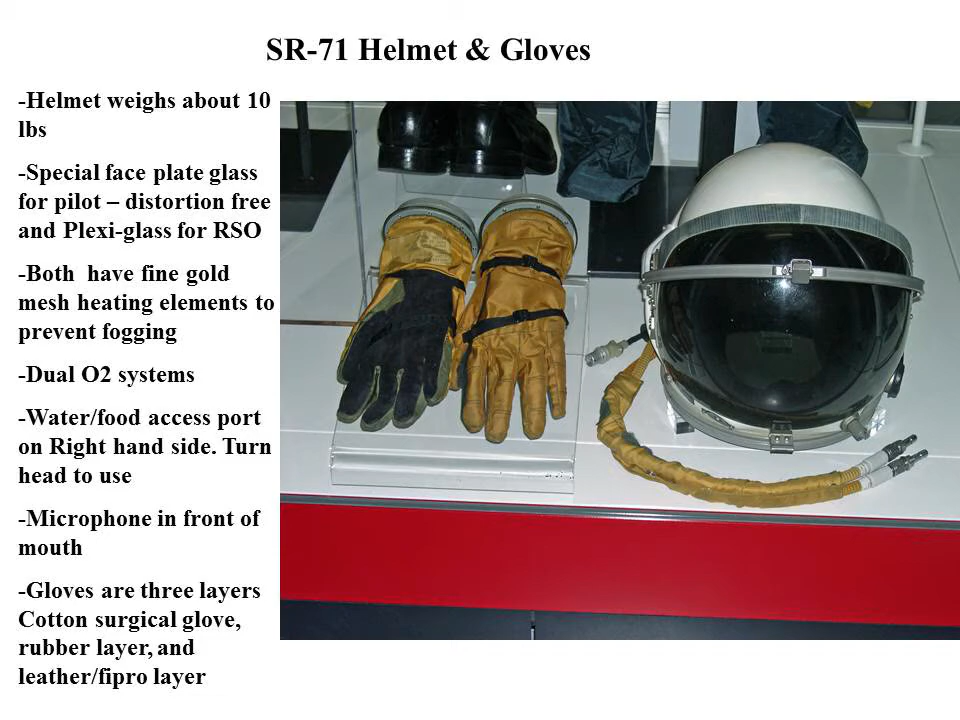 SR-71 Helmet & Gloves
-Helmet weighs about 10
lbs
-Special face plate glass
for pilot – distortion free
and Plexi-glass for RSO
-Both  have fine gold
mesh heating elements to
prevent fogging
-Dual O2 systems
-Water/food access port
on Right hand side. Turn
head to use
-Microphone in front of
mouth
-Gloves are three layers
Cotton surgical glove,
rubber layer, and
leather/fipro layer